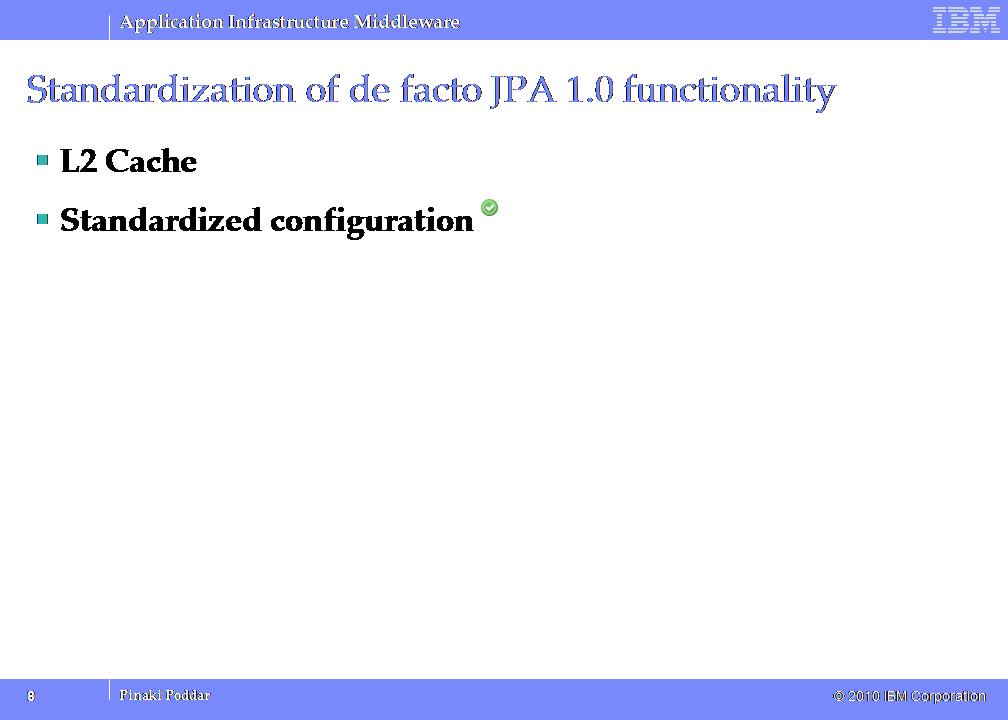 Application Infrastructure Middleware
IBM
Standardization of de facto JPA 1.0 functionality
L2 Cache
Standardized configuration
8
Pinaki Poddar
© 2010 IBM Corporation